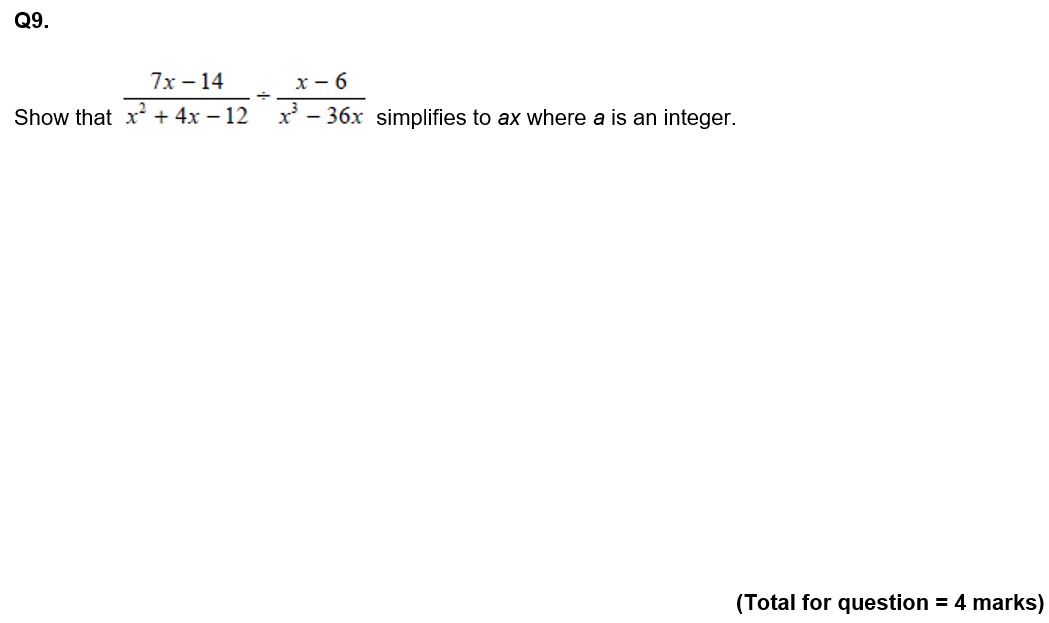 Q9.
Show that (7x – 14)/(x² + 4x – 12) ÷ (x – 6)/(x³ – 36x) simplifies to ax where a is an integer.
(Total for question = 4 marks)